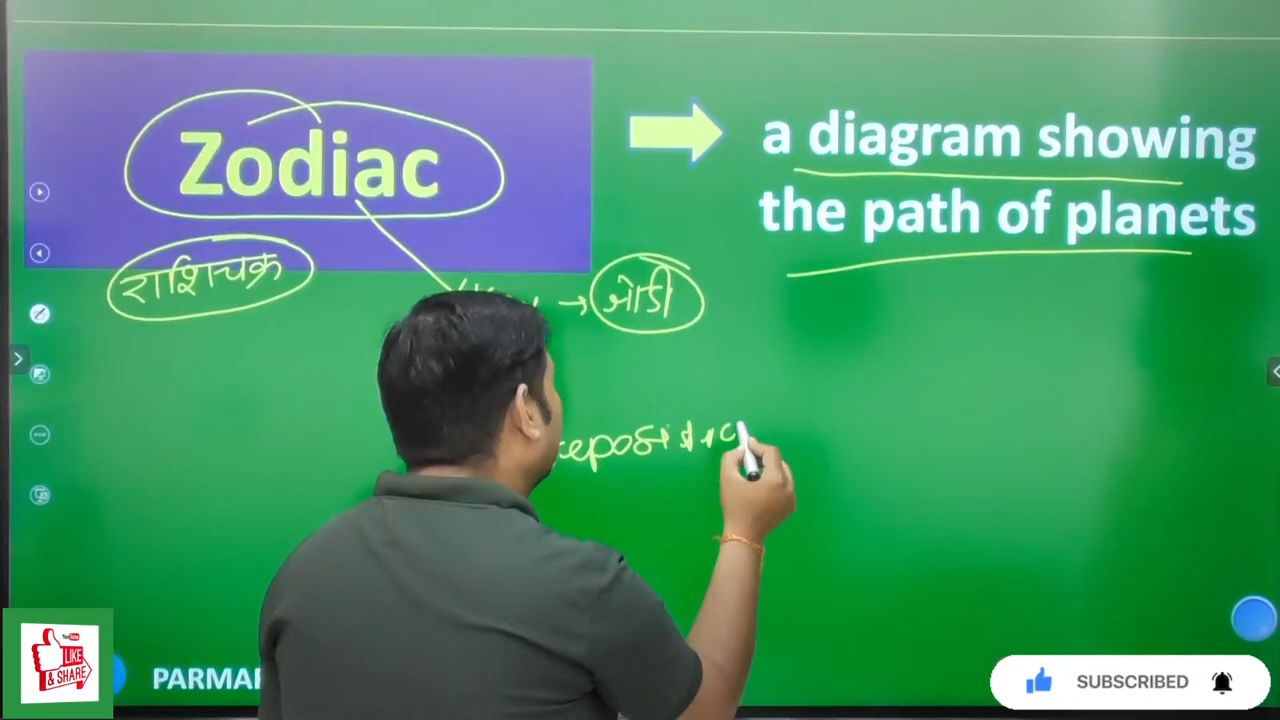 Zodiac
a diagram showing
the path of planets
राशिचक्र
→ जोडी
PARMAR
LIKE
& SHARE
SUBSCRIBED